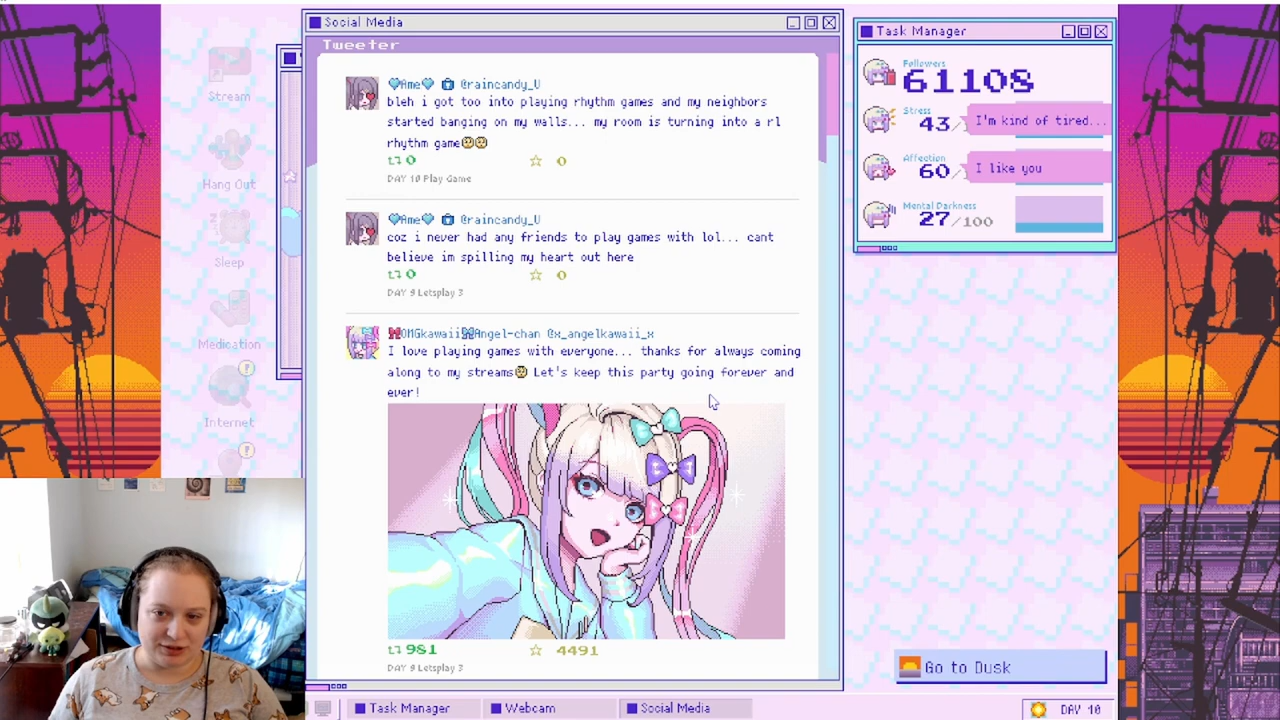 Social Media
Tweeter
Ame @raincandy_U
bleh i got too into playing rhythm games and my neighbors
started banging on my walls... my room is turning into a rl
rhythm game
0 0
DAY 10 Play Game
Ame @raincandy_U
coz i never had any friends to play games with lol... cant
believe im spilling my heart out here
0 0
DAY 9 Letsplay 3
OMGkawaiiAngel-chan @x_angelkawaii_x
I love playing games with everyone... thanks for always coming
along to my streams Let's keep this party going forever and
ever!
981 4491
DAY 9 Letsplay 3
Stream
Hang Out
Sleep
Medication
Internet
Task Manager
Followers
61108
Stress
43/
I'm kind of tired...
Affection
60/
I like you
Mental Darkness
27/100
Go to Dusk
Task Manager
Webcam
Social Media
DAY 10